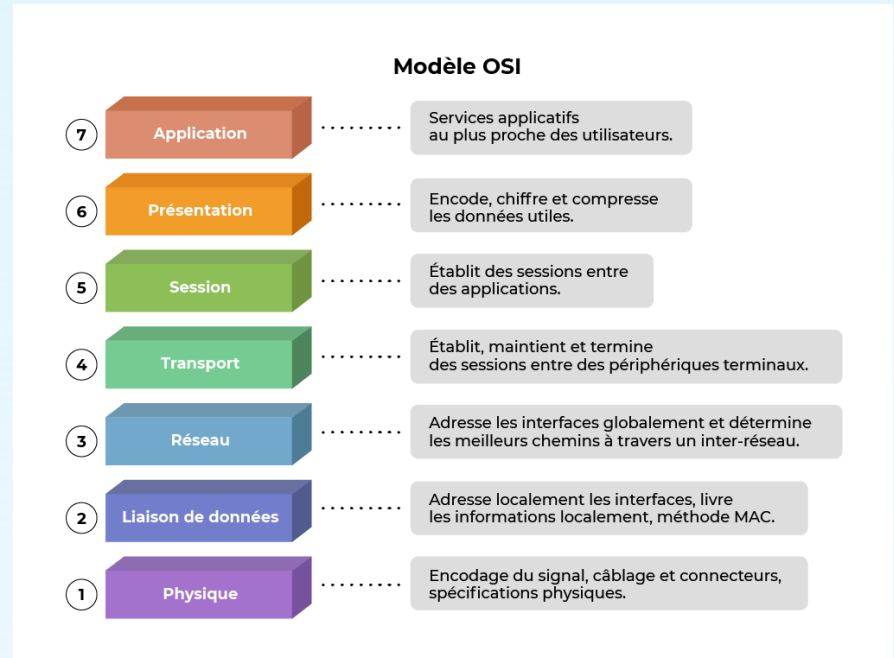 Modèle OSI
7
Application
Services applicatifs
au plus proche des utilisateurs.
6
Présentation
Encode, chiffre et compresse
les données utiles.
5
Session
Établit des sessions entre
des applications.
4
Transport
Établit, maintient et termine
des sessions entre des périphériques terminaux.
3
Réseau
Adresse les interfaces globalement et détermine
les meilleurs chemins à travers un inter-réseau.
2
Liaison de données
Adresse localement les interfaces, livre
les informations localement, méthode MAC.
1
Physique
Encodage du signal, câblage et connecteurs,
spécifications physiques.